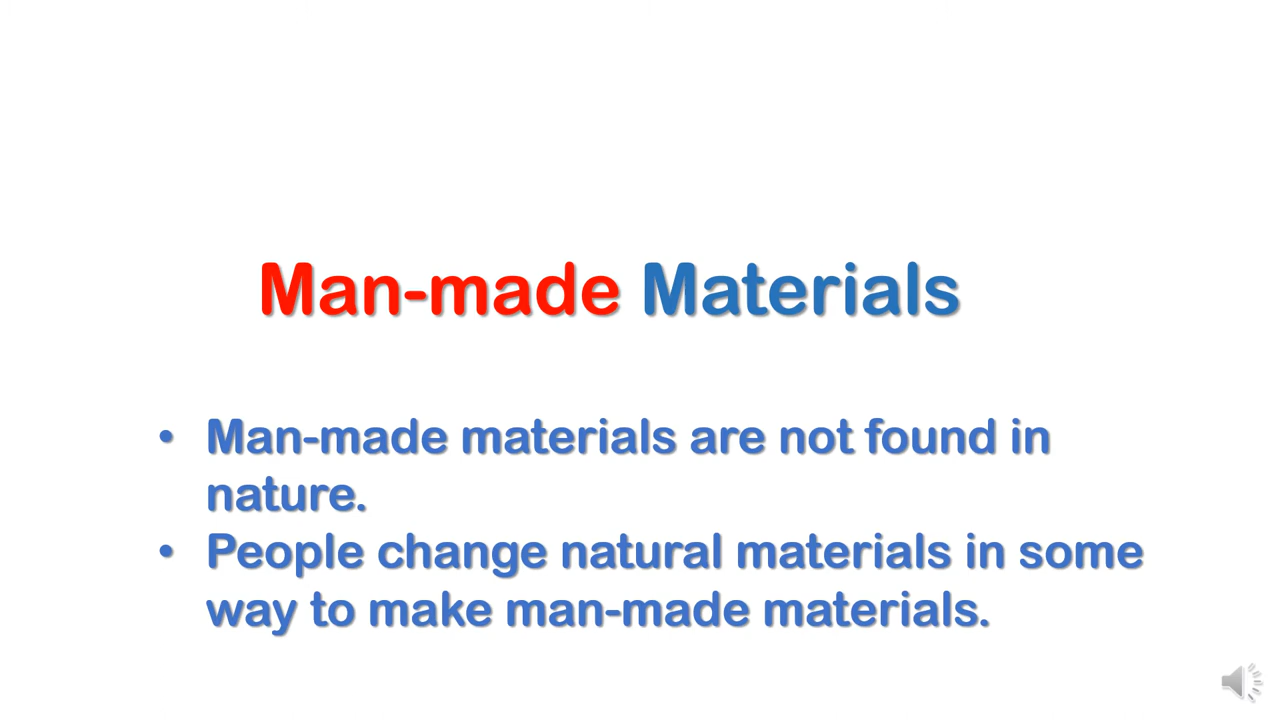 Man-made Materials
• Man-made materials are not found in
nature.
• People change natural materials in some
way to make man-made materials.